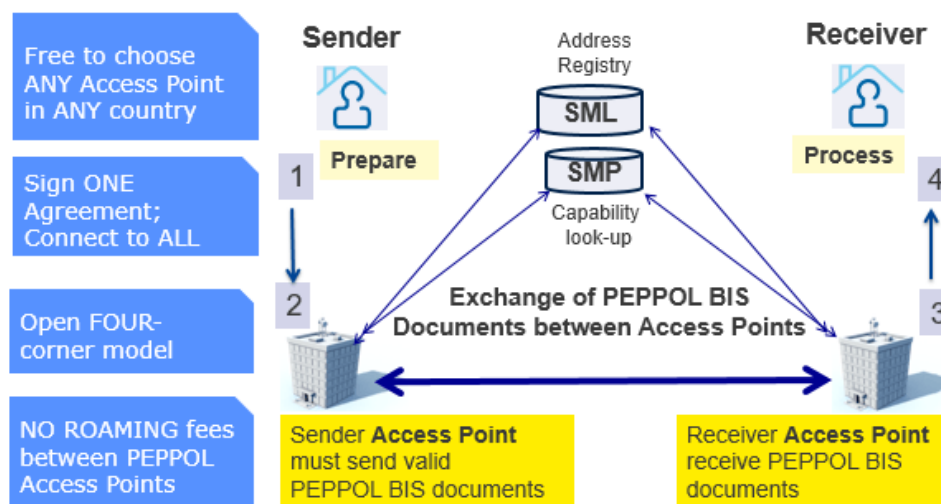 Free to choose
ANY Access Point
in ANY country
Sign ONE
Agreement;
Connect to ALL
Open FOUR-
corner model
NO ROAMING fees
between PEPPOL
Access Points
Sender
Prepare
1
2
Address
Registry
SML
SMP
Capability
look-up
Exchange of PEPPOL BIS
Documents between Access Points
Receiver
Process
4
3
Sender Access Point
must send valid
PEPPOL BIS documents
Receiver Access Point
receive PEPPOL BIS
documents